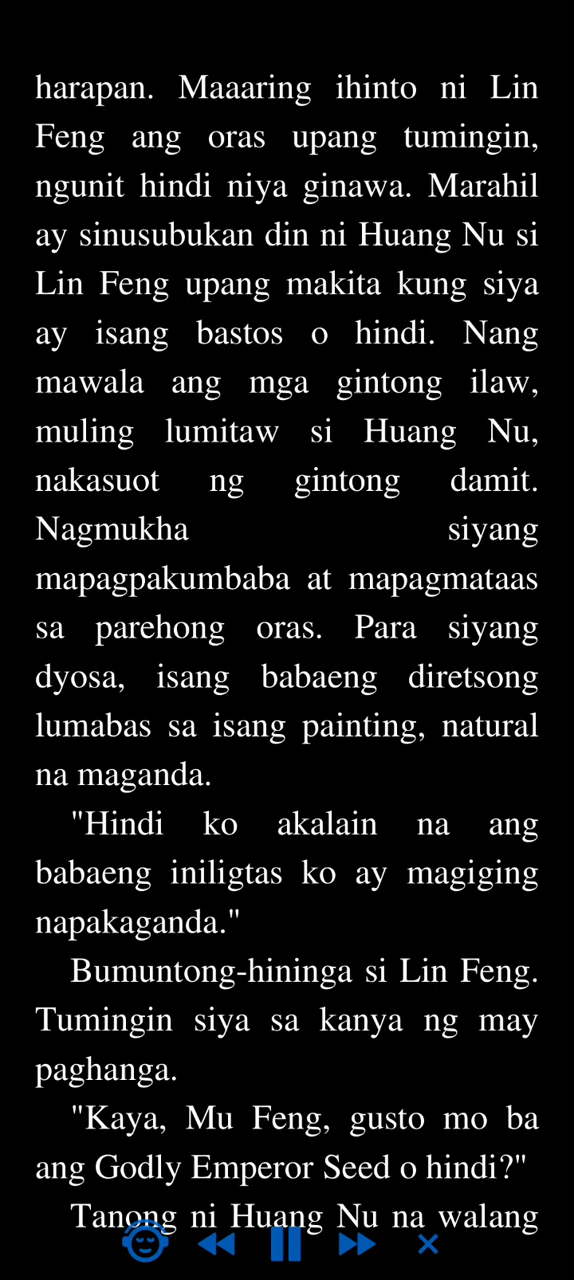 harapan. Maaaring ihinto ni Lin
Feng ang oras upang tumingin,
ngunit hindi niya ginawa. Marahil
ay sinusubukan din ni Huang Nu si
Lin Feng upang makita kung siya
ay isang bastos o hindi. Nang
mawala ang mga gintong ilaw,
muling lumitaw si Huang Nu,
nakasuot ng gintong damit.
Nagmukha siyang
mapagpakumbaba at mapagmataas
sa parehong oras. Para siyang
dyosa, isang babaeng diretsong
lumabas sa isang painting, natural
na maganda.
"Hindi ko akalain na ang
babaeng iniligtas ko ay magiging
napakaganda."
Bumuntong-hininga si Lin Feng.
Tumingin siya sa kanya ng may
paghanga.
"Kaya, Mu Feng, gusto mo ba
ang Godly Emperor Seed o hindi?"
Tanong ni Huang Nu na walang